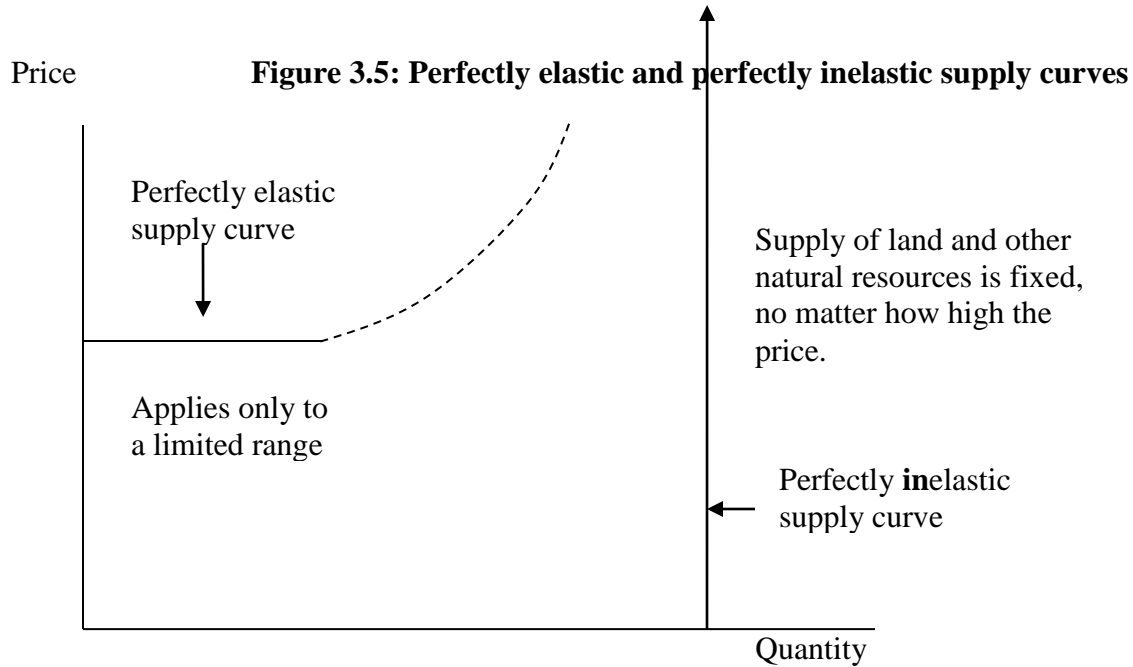 Price
Figure 3.5: Perfectly elastic and perfectly inelastic supply curves
Perfectly elastic
supply curve
Supply of land and other
natural resources is fixed,
no matter how high the
price.
Applies only to
a limited range
Perfectly inelastic
supply curve
Quantity